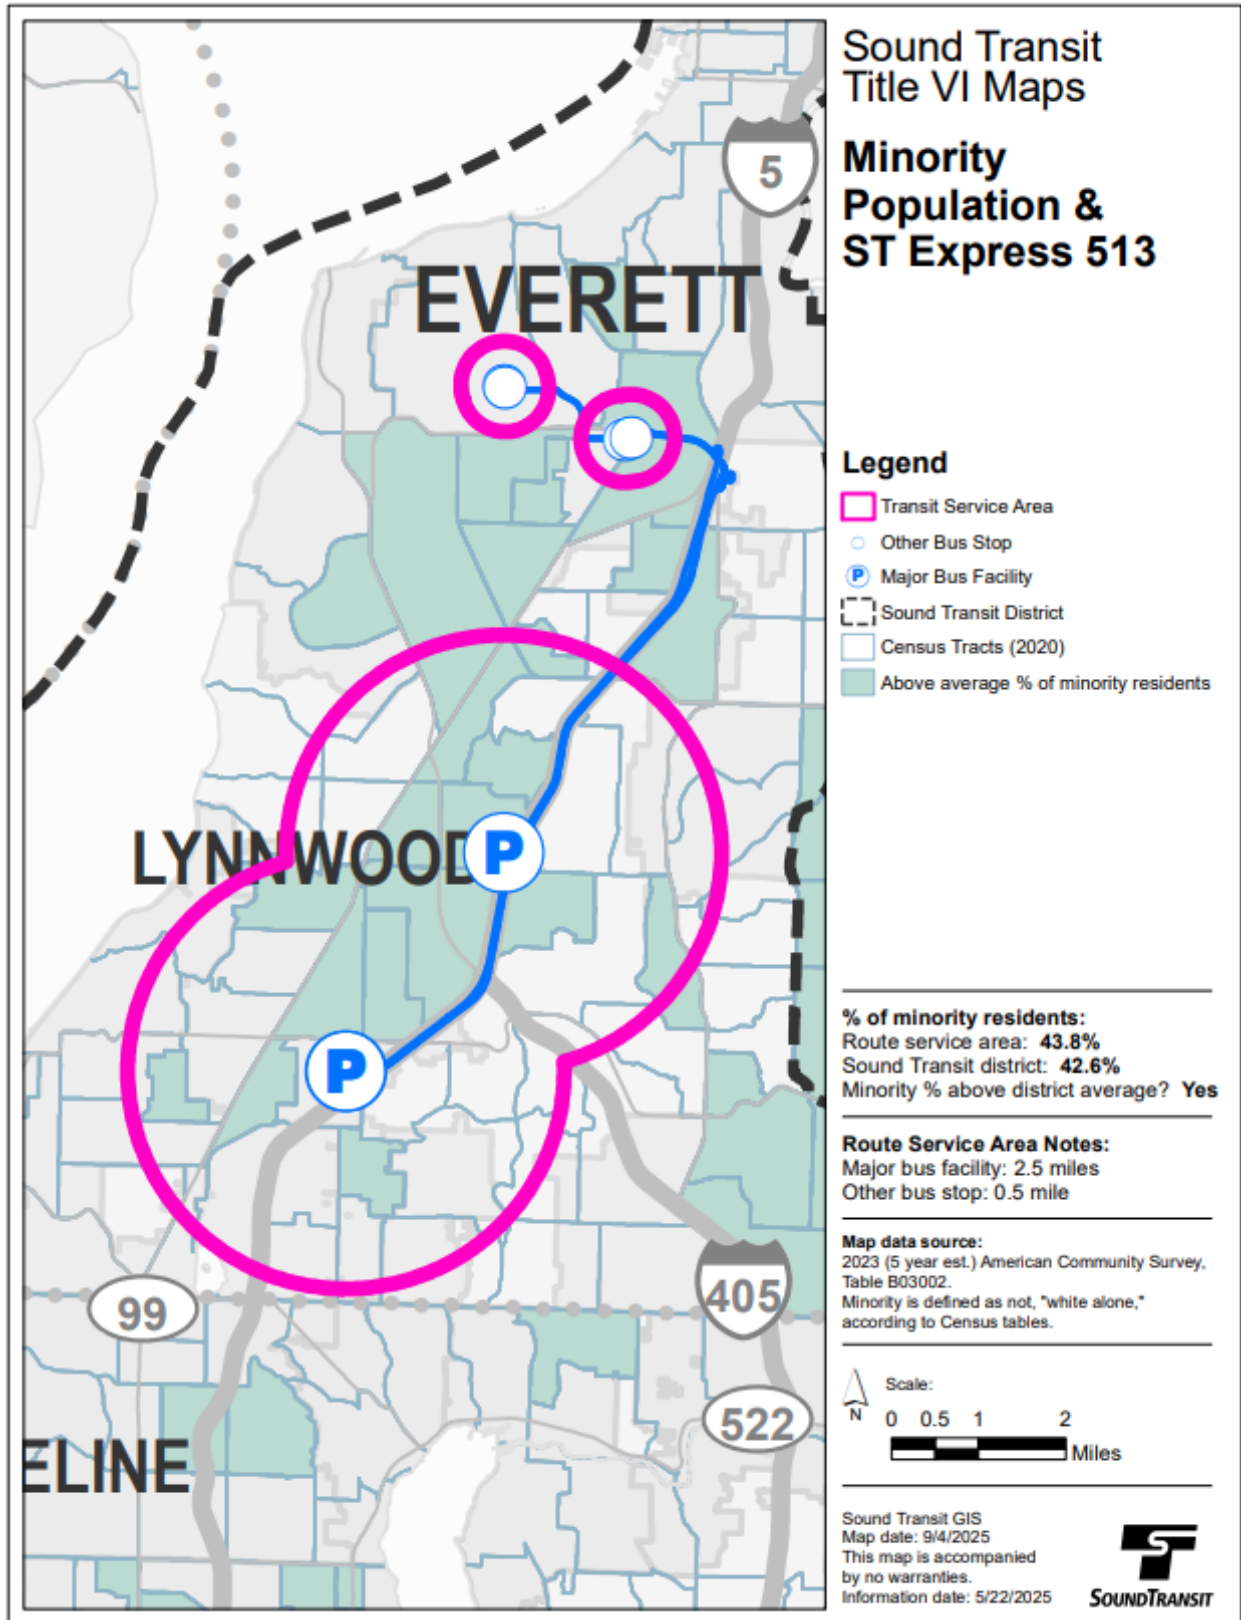 Sound Transit
Title VI Maps
Minority
Population &
ST Express 513
5
EVERETT
LYNNWOOD
P
P
99
405
522
ELINE
Legend
Transit Service Area
Other Bus Stop
P Major Bus Facility
Sound Transit District
Census Tracts (2020)
Above average % of minority residents
% of minority residents:
Route service area: 43.8%
Sound Transit district: 42.6%
Minority % above district average? Yes
Route Service Area Notes:
Major bus facility: 2.5 miles
Other bus stop: 0.5 mile
Map data source:
2023 (5 year est.) American Community Survey,
Table B03002.
Minority is defined as not, "white alone,"
according to Census tables.
N
Scale:
0 0.5 1 2
Miles
Sound Transit GIS
Map date: 9/4/2025
This map is accompanied
by no warranties.
Information date: 5/22/2025
SOUNDTRANSIT